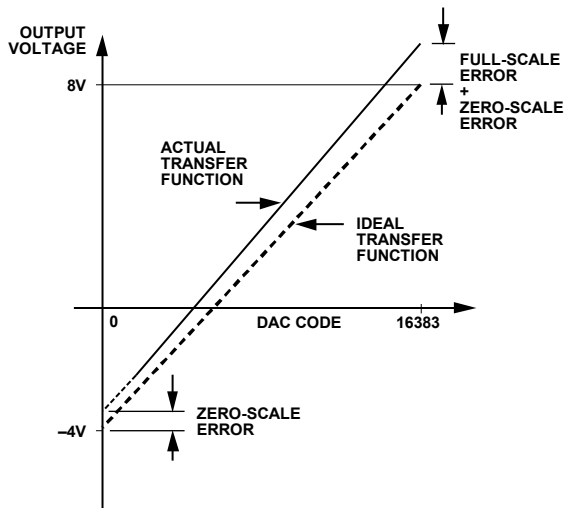 OUTPUT
VOLTAGE
8V
FULL-SCALE
ERROR
+
ZERO-SCALE
ERROR
ACTUAL
TRANSFER
FUNCTION
IDEAL
TRANSFER
FUNCTION
0
DAC CODE
16383
ZERO-SCALE
ERROR
–4V